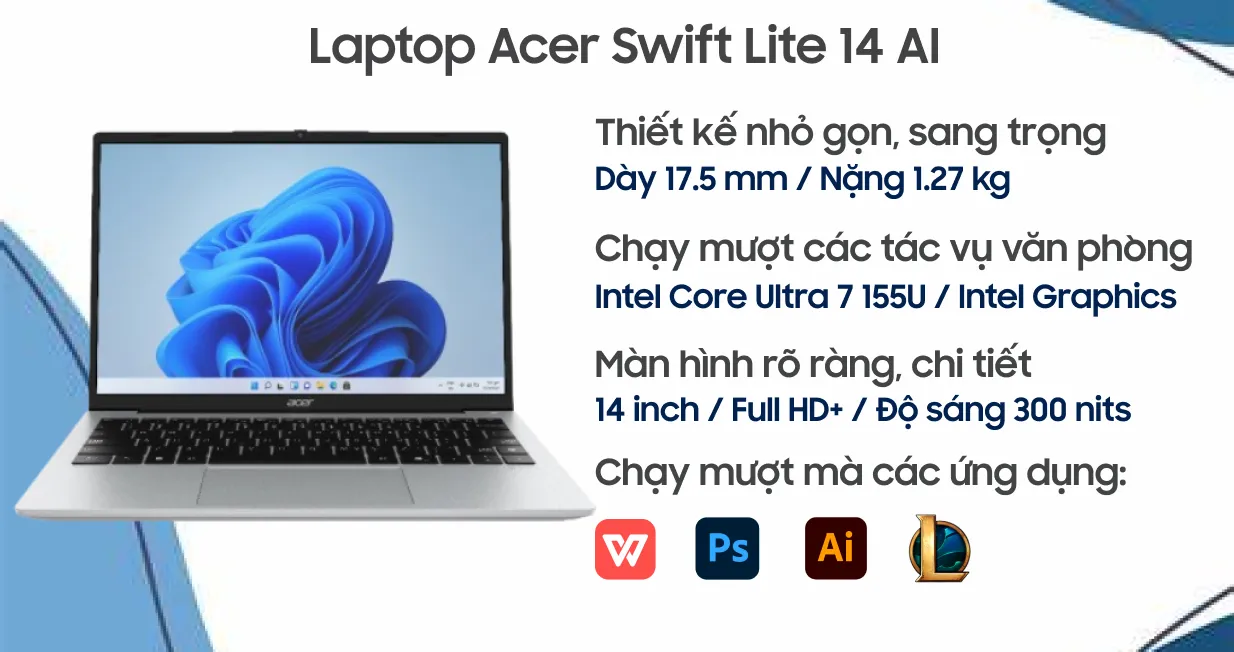 Laptop Acer Swift Lite 14 AI
Thiết kế nhỏ gọn, sang trọng
Dày 17.5 mm / Nặng 1.27 kg
Chạy mượt các tác vụ văn phòng
Intel Core Ultra 7 155U / Intel Graphics
Màn hình rõ ràng, chi tiết
14 inch / Full HD+ / Độ sáng 300 nits
acer
Chạy mượt mà các ứng dụng:
W Ps Ai L